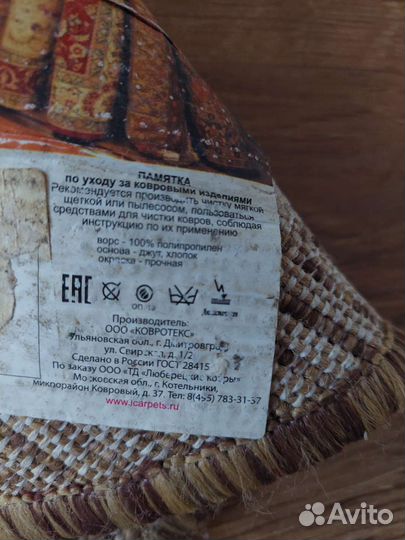 ПАМЯТКА
по уходу за ковровыми изделиями
Рекомендуется производить чистку мягкой
щеткой или пылесосом, пользоваться
средствами для чистки ковров, соблюдая
инструкцию по их применению
ворс - 100% полипропилен
основа - джут, хлопок
окраска - прочная
EAC
Производитель:
ООО «КОВРОТЕКС»
Ульяновская обл., г. Димитровград
ул. Свирская, д. 1/2
Сделано в России ГОСТ 28415
По заказу ООО «ТД «Люберецкие ковры»
Московская обл., г. Котельники,
микрорайон Ковровый, д. 37 Тел: 8(495) 783-31-37
www.icarpets.ru
Avito